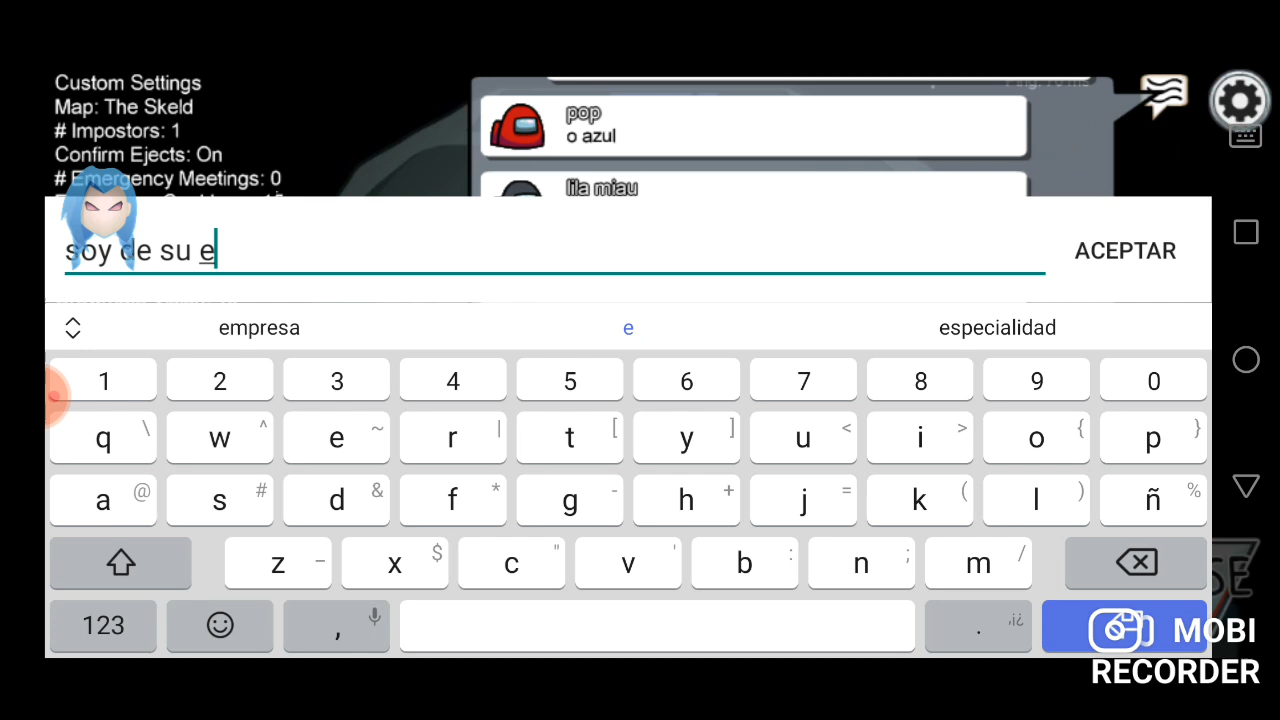 Custom Settings
Map: The Skeld
# Impostors: 1
Confirm Ejects: On
# Emergency Meetings: 0
pop
o azul
lila miau
soy de su e
ACEPTAR
empresa e especialidad
1 2 3 4 5 6 7 8 9 0
q \ w ^ e ~ r | t [ y ] u < i > o { p }
a @ s # d & f * g - h + j = k ( l ) ñ %
z _ x $ c " v ' b : n ; m /
123 , . ,i¿
MOBI
RECORDER